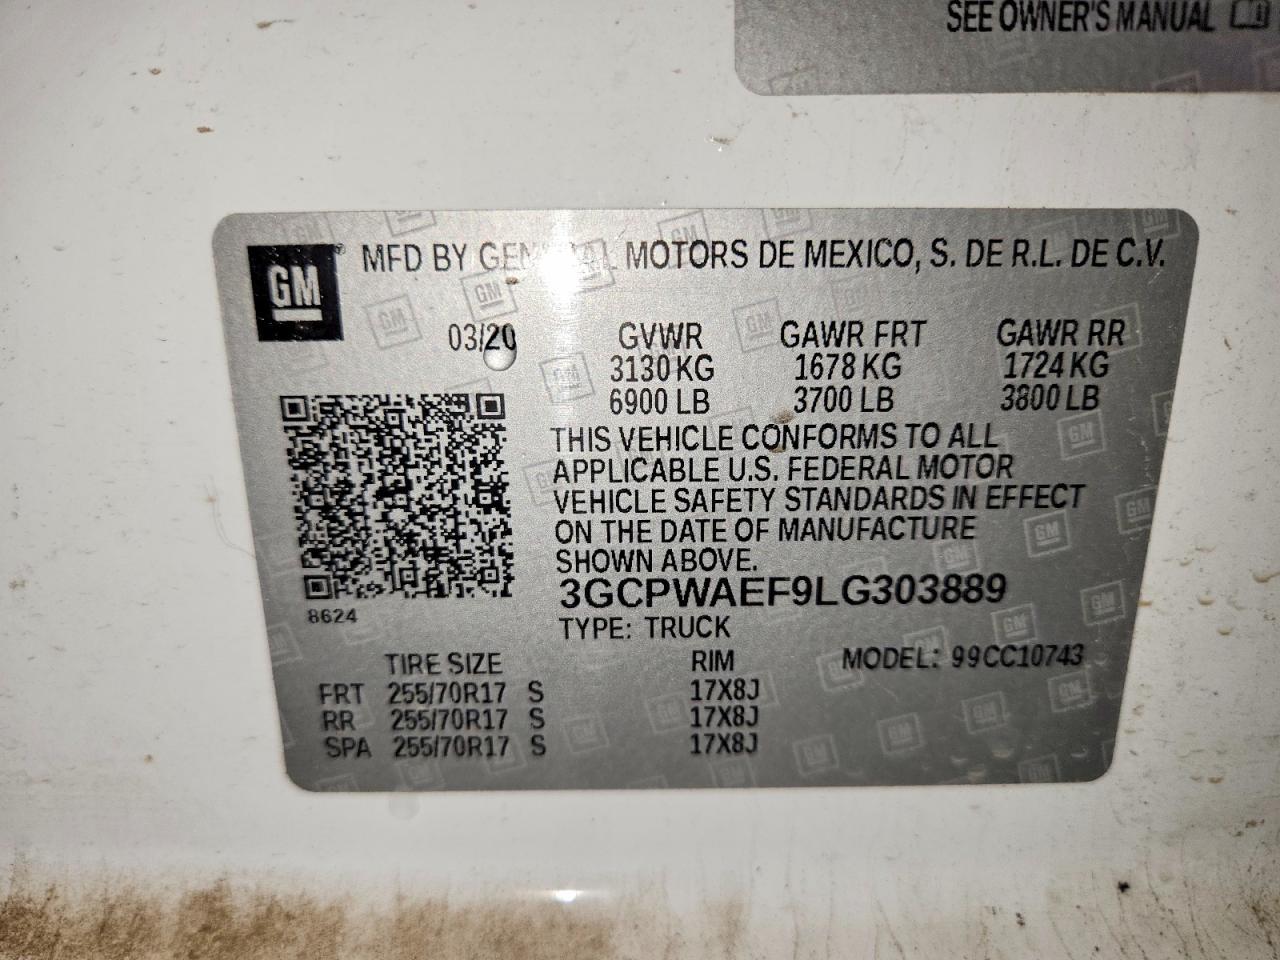 SEE OWNER'S MANUAL
GM MFD BY GENERAL MOTORS DE MEXICO, S. DE R.L. DE C.V.
03/20 GVWR GAWR FRT GAWR RR
3130 KG 1678 KG 1724 KG
6900 LB 3700 LB 3800 LB
THIS VEHICLE CONFORMS TO ALL
APPLICABLE U.S. FEDERAL MOTOR
VEHICLE SAFETY STANDARDS IN EFFECT
ON THE DATE OF MANUFACTURE
SHOWN ABOVE.
3GCPWAEF9LG303889
8624
TYPE: TRUCK
TIRE SIZE RIM MODEL: 99CC10743
FRT 255/70R17 S 17X8J
RR 255/70R17 S 17X8J
SPA 255/70R17 S 17X8J